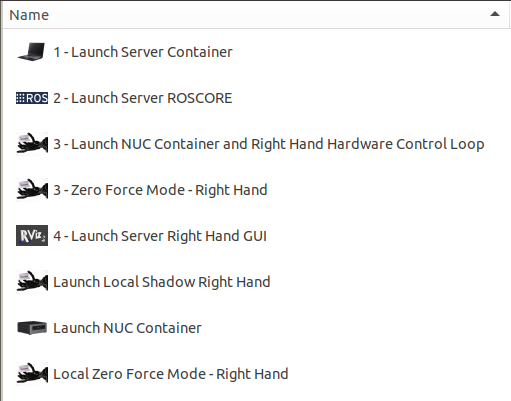 Name
1 - Launch Server Container
ROS 2 - Launch Server ROSCORE
3 - Launch NUC Container and Right Hand Hardware Control Loop
3 - Zero Force Mode - Right Hand
RViz 4 - Launch Server Right Hand GUI
Launch Local Shadow Right Hand
Launch NUC Container
Local Zero Force Mode - Right Hand